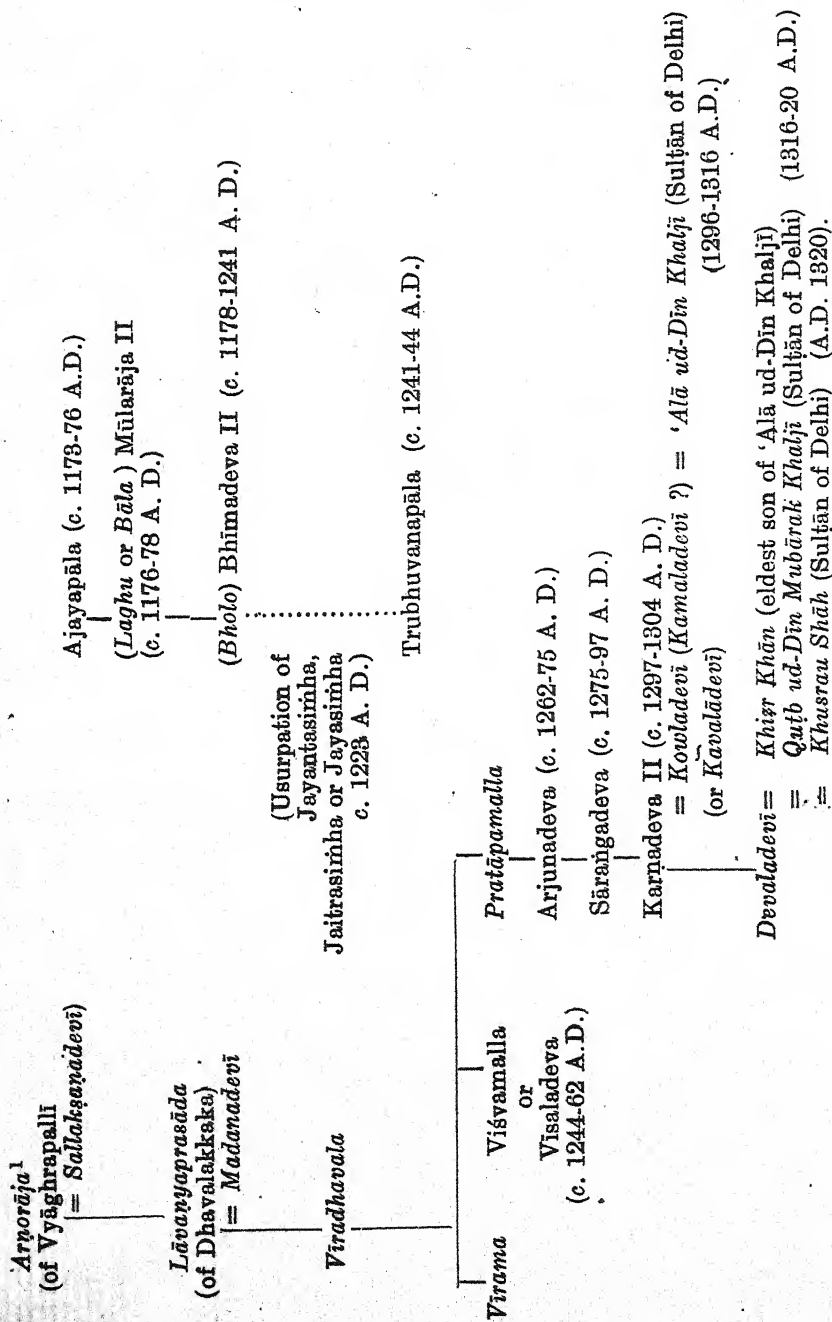 Arṇorāja¹
(of Vyāghrapallī
= Sallakṣaṇadevī)
Lāvaṇyaprasāda
(of Dhavalakkaka)
= Madanadevī
Vīradhavala
Vīrama
Viśvamalla
or
Vīsaladeva
(c. 1244-62 A.D.)
Pratāpamalla
Arjunadeva (c. 1262-75 A. D.)
Sāraṅgadeva (c. 1275-97 A. D.)
Karṇadeva II (c. 1297-1304 A. D.)
= Kowladevī (Kamaladevī ?) = ‘Alā ud-Dīn Khaljī (Sulṭān of Delhi)
(or Kavalādevī) (1296-1316 A.D.)
Devaladevī = Khiẓr Khān (eldest son of ‘Alā ud-Dīn Khaljī)
= Quṭb ud-Dīn Mubārak Khaljī (Sulṭān of Delhi) (1316-20 A.D.)
= Khusrau Shāh (Sulṭān of Delhi) (A.D. 1320).
Ajayapāla (c. 1173-76 A.D.)
(Laghu or Bāla) Mūlarāja II
(c. 1176-78 A. D.)
(Bholo) Bhīmadeva II (c. 1178-1241 A. D.)
(Usurpation of
Jayantasiṁha,
Jaitrasiṁha or Jayasiṁha
c. 1223 A. D.)
Trubhuvanapāla (c. 1241-44 A.D.)